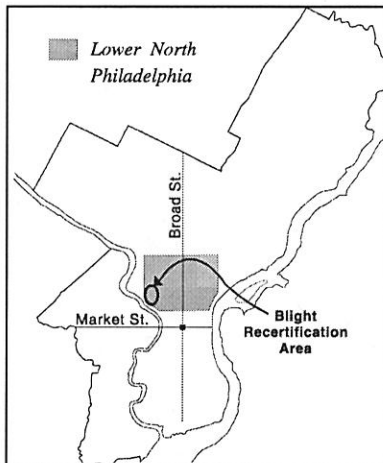 Lower North
Philadelphia
Broad St.
Market St.
Blight
Recertification
Area